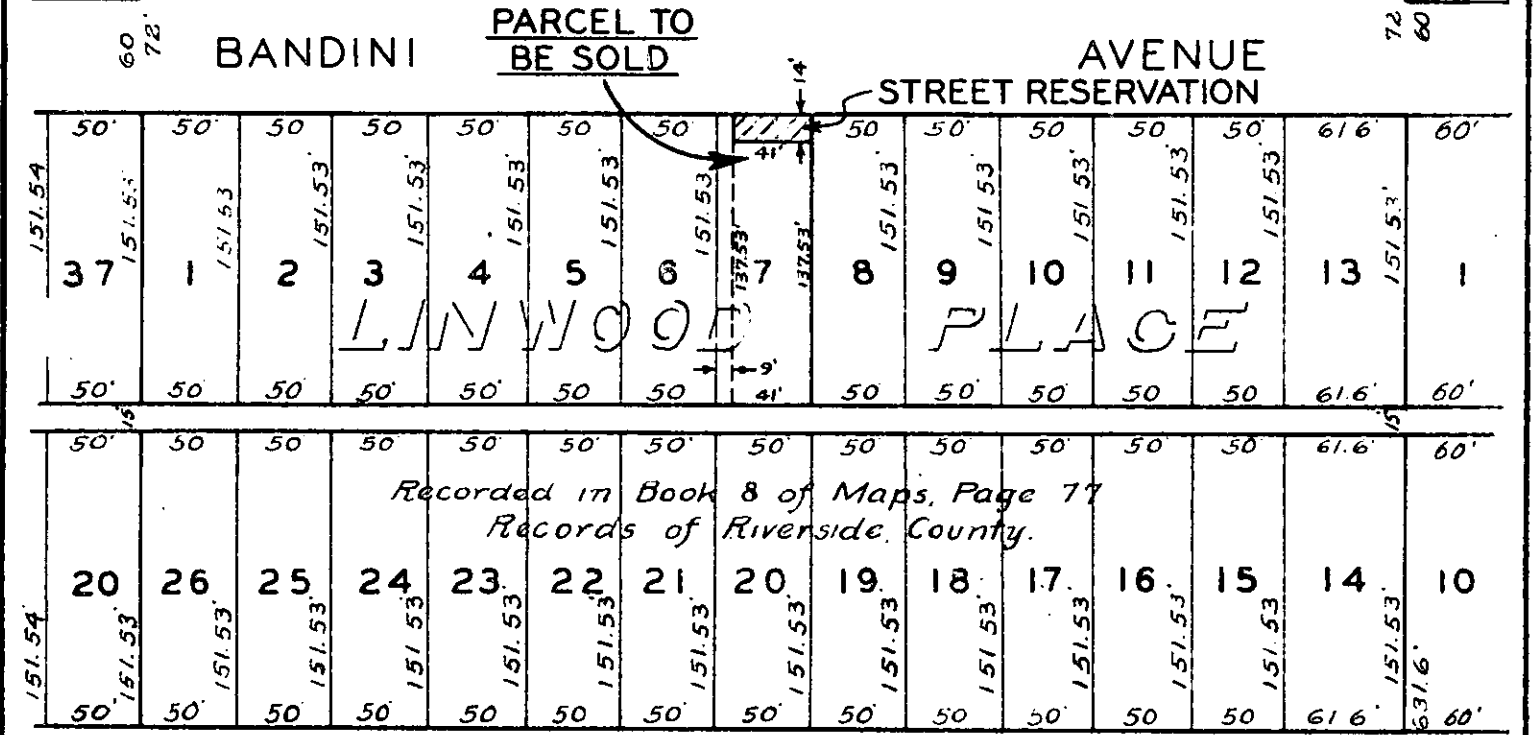 PARCEL TO
BE SOLD
60 72' BANDINI AVENUE 72 60
14'
STREET RESERVATION
50' 50' 50 50' 50' 50' 50 50 50' 50 50 50 61.6 60'
41'
151.54 151.53' 151.53 151.53' 151.53' 151.53' 151.53' 151.53' 137.53' 137.53' 151.53' 151.53 151.53' 151.53' 151.53' 151.53'
37 1 2 3 4 5 6 7 8 9 10 11 12 13 1
LINWOOD PLACE
9'
50' 50' 50' 50' 50' 50' 50 41' 50 50' 50 50 50 61.6' 60'
15' 15'
50' 50' 50' 50' 50' 50' 50' 50' 50' 50' 50' 50 50' 61.6' 60'
Recorded in Book 8 of Maps, Page 77
Records of Riverside, County.
20 26 25 24 23 22 21 20 19 18 17 16 15 14 10
151.54' 151.53' 151.53' 151.53' 151.53' 151.53' 151.53' 151.53' 151.53' 151.53' 151.53' 151.53' 151.53' 151.53' 151.53' 631.6'
50' 50' 50' 50' 50' 50' 50' 50' 50' 50 50 50 50 61.6' 60'